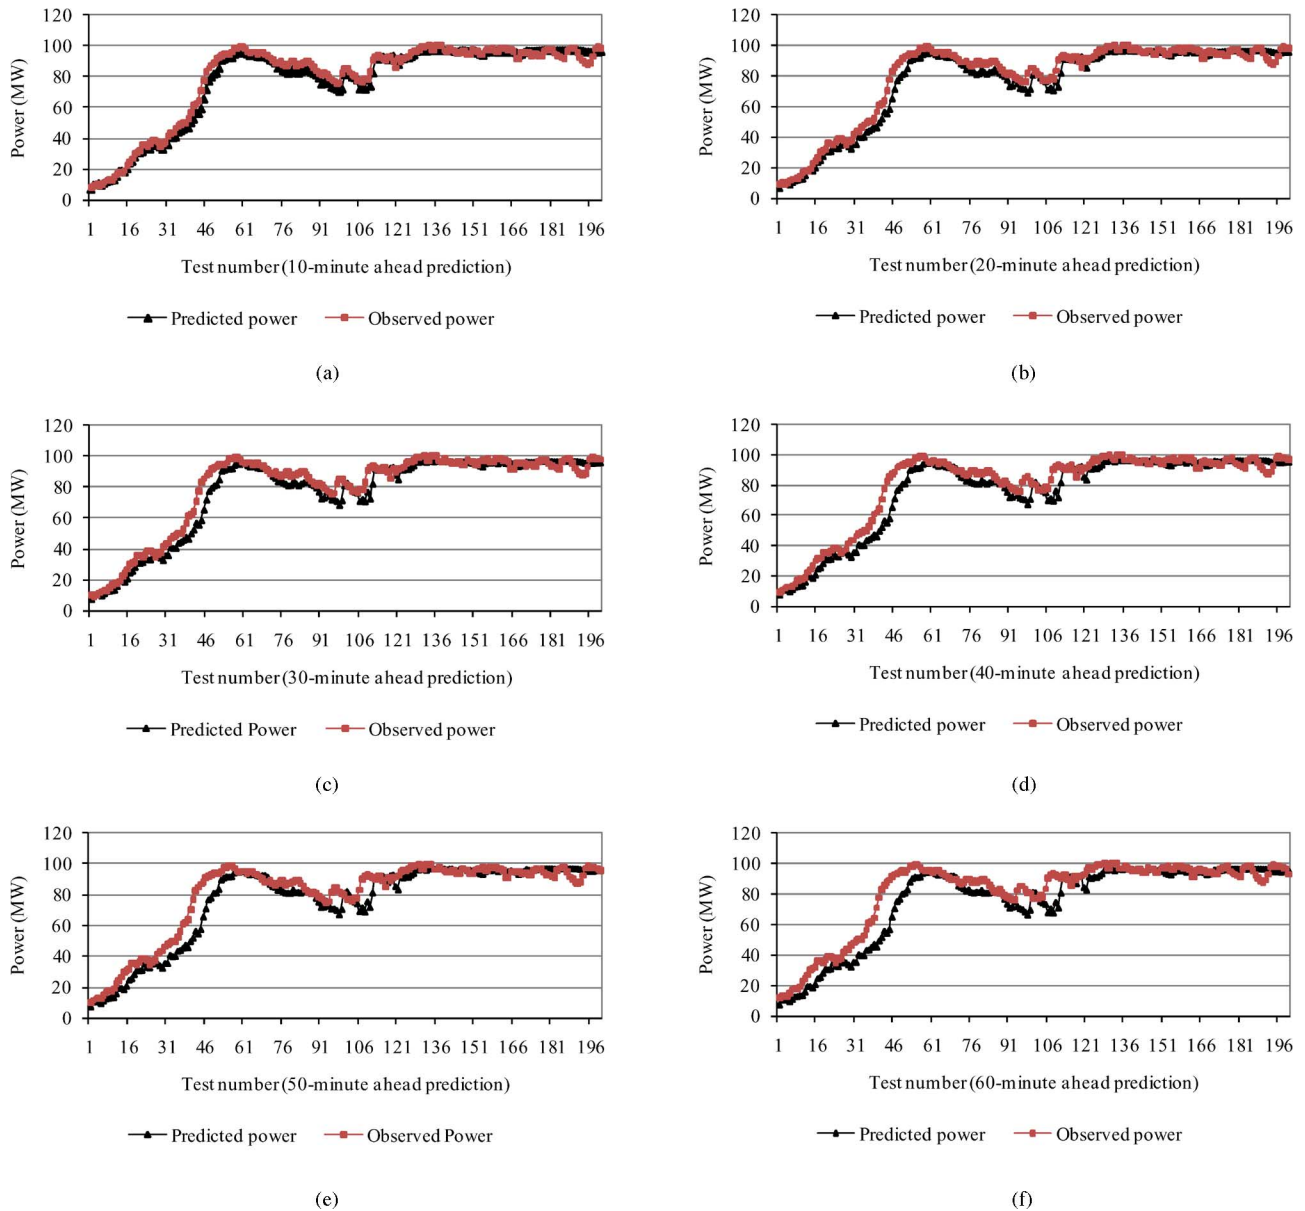 120
100
80
60
40
20
0
Power (MW)
1 16 31 46 61 76 91 106 121 136 151 166 181 196
Test number (10-minute ahead prediction)
Predicted power Observed power
(a)
120
100
80
60
40
20
0
Power (MW)
1 16 31 46 61 76 91 106 121 136 151 166 181 196
Test number (20-minute ahead prediction)
Predicted power Observed power
(b)
120
100
80
60
40
20
0
Power (MW)
1 16 31 46 61 76 91 106 121 136 151 166 181 196
Test number (30-minute ahead prediction)
Predicted Power Observed power
(c)
120
100
80
60
40
20
0
Power (MW)
1 16 31 46 61 76 91 106 121 136 151 166 181 196
Test number (40-minute ahead prediction)
Predicted power Observed power
(d)
120
100
80
60
40
20
0
Power (MW)
1 16 31 46 61 76 91 106 121 136 151 166 181 196
Test number (50-minute ahead prediction)
Predicted power Observed Power
(e)
120
100
80
60
40
20
0
Power (MW)
1 16 31 46 61 76 91 106 121 136 151 166 181 196
Test number (60-minute ahead prediction)
Predicted power Observed power
(f)